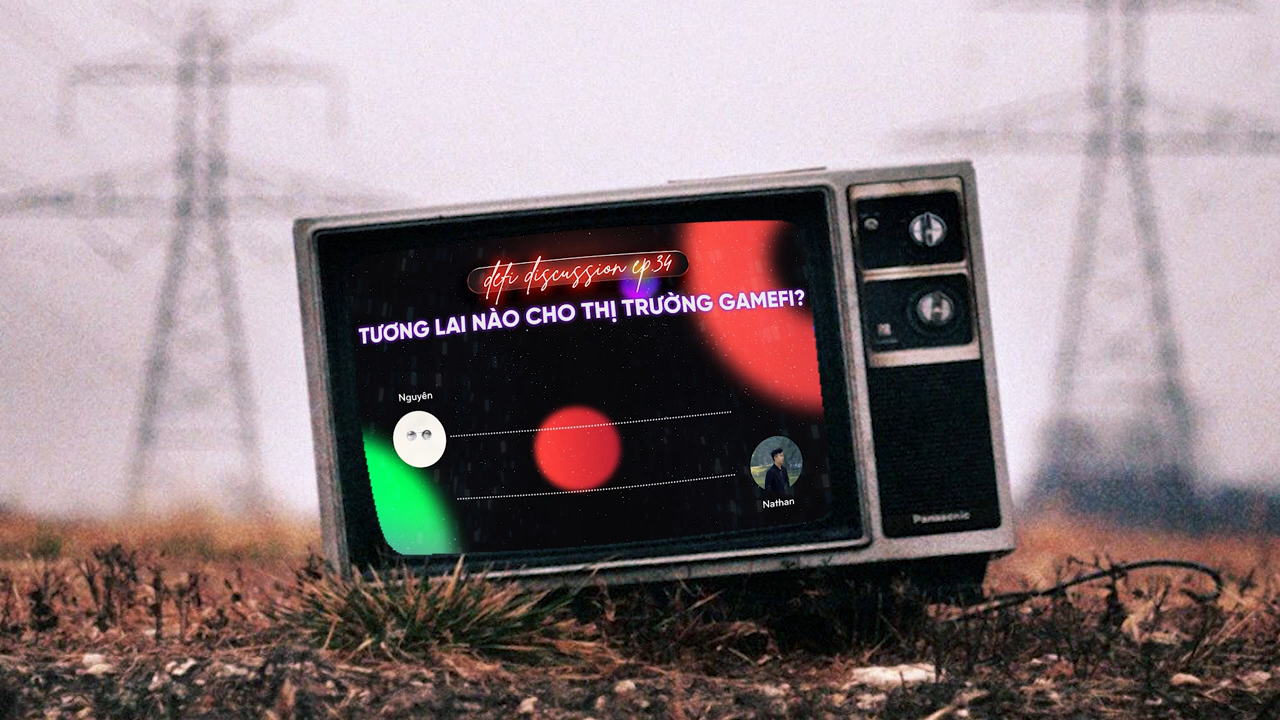 defi discussion ep.34
TƯƠNG LAI NÀO CHO THỊ TRƯỜNG GAMEFI?
Nguyên
Nathan
Panasonic